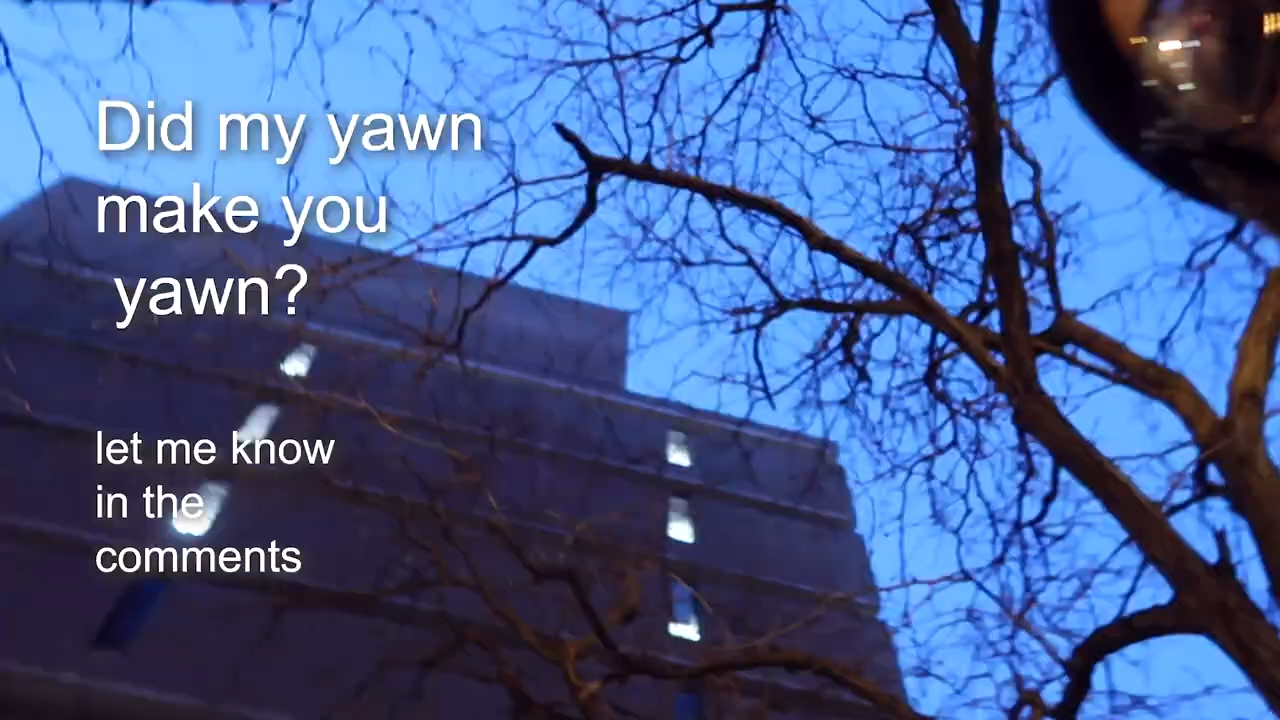 Did my yawn
make you
yawn?
let me know
in the
comments